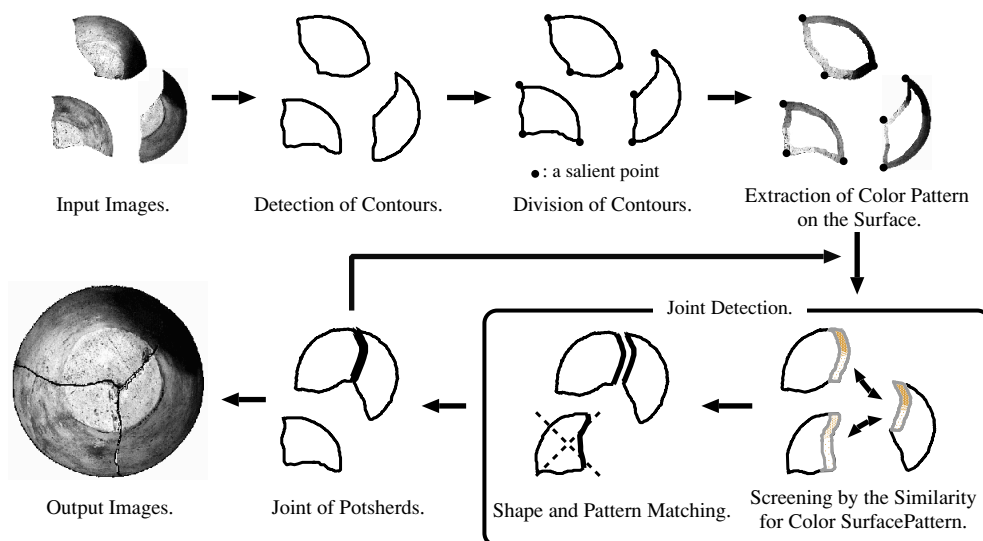 : a salient point
Input Images.
Detection of Contours.
Division of Contours.
Extraction of Color Pattern
on the Surface.
Joint Detection.
Output Images.
Joint of Potsherds.
Shape and Pattern Matching.
Screening by the Similarity
for Color SurfacePattern.